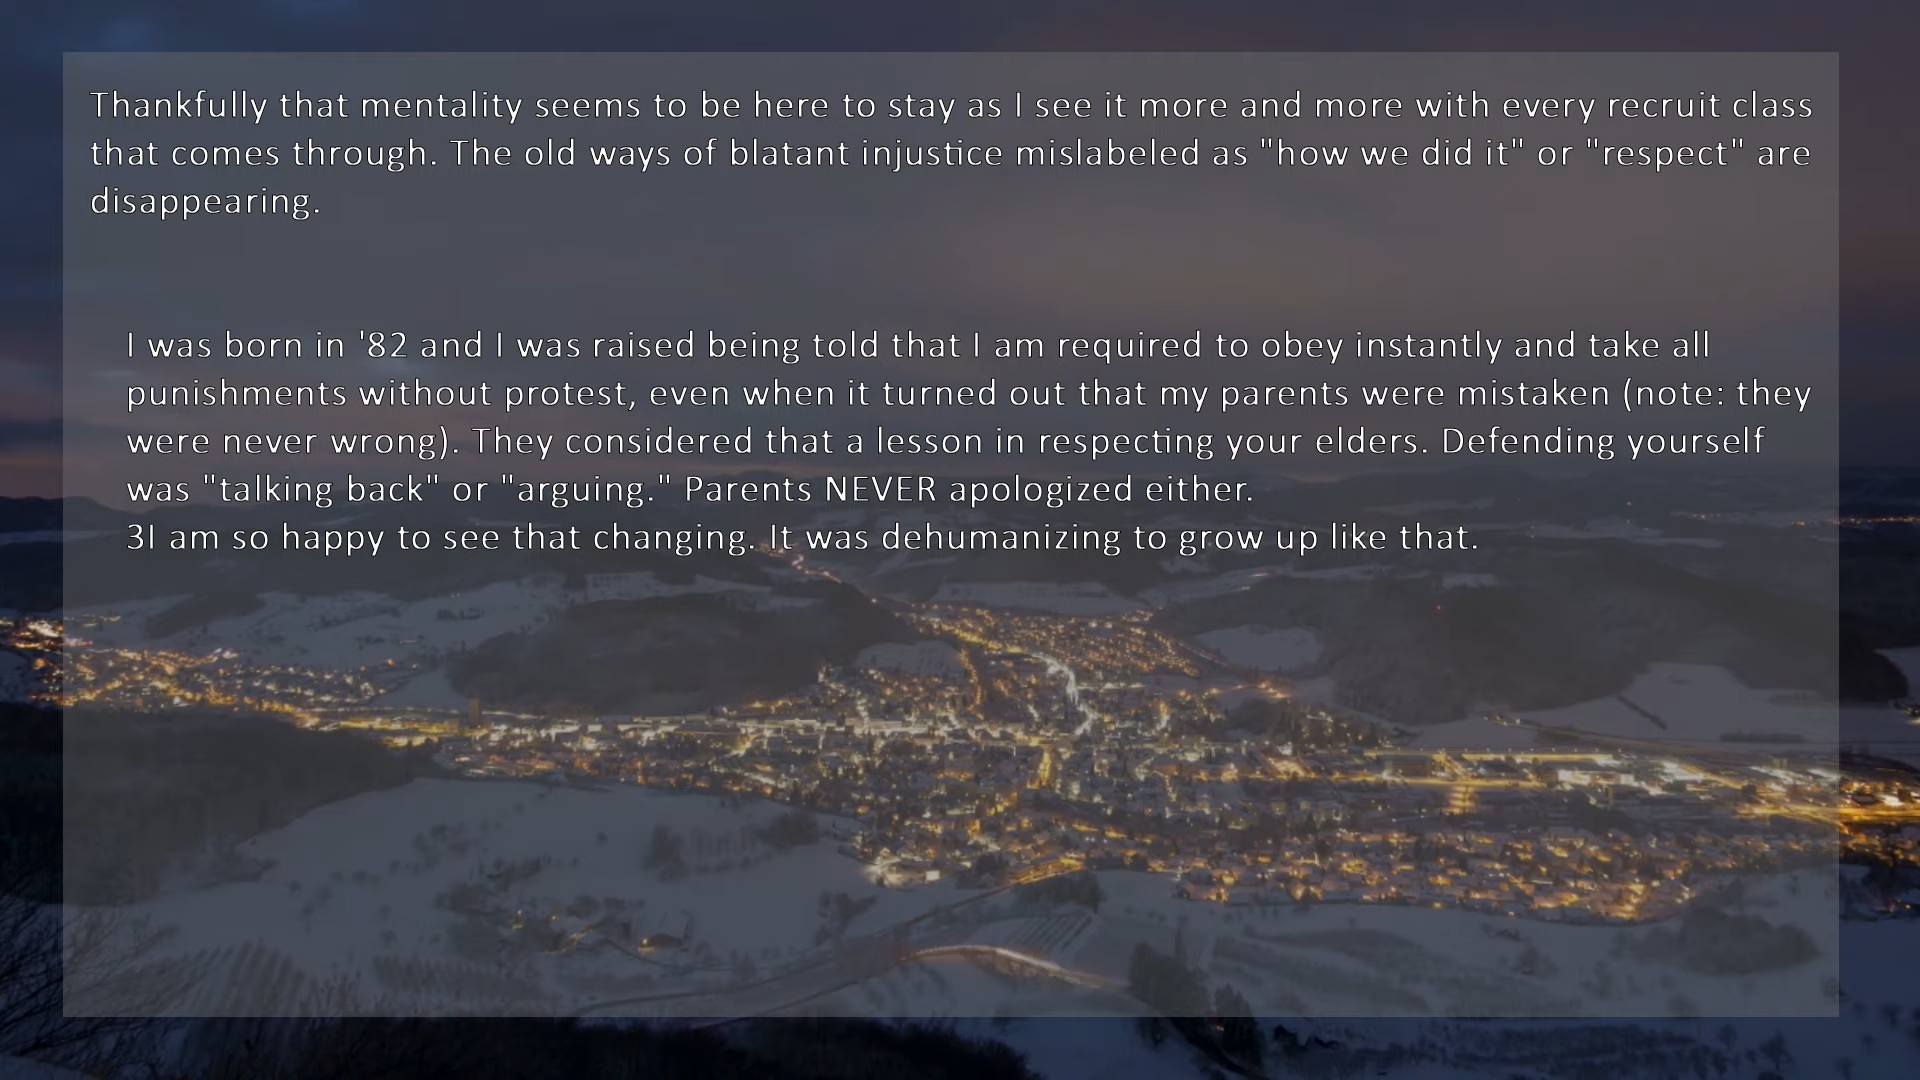 Thankfully that mentality seems to be here to stay as I see it more and more with every recruit class
that comes through. The old ways of blatant injustice mislabeled as "how we did it" or "respect" are
disappearing.
I was born in '82 and I was raised being told that I am required to obey instantly and take all
punishments without protest, even when it turned out that my parents were mistaken (note: they
were never wrong). They considered that a lesson in respecting your elders. Defending yourself
was "talking back" or "arguing." Parents NEVER apologized either.
3I am so happy to see that changing. It was dehumanizing to grow up like that.